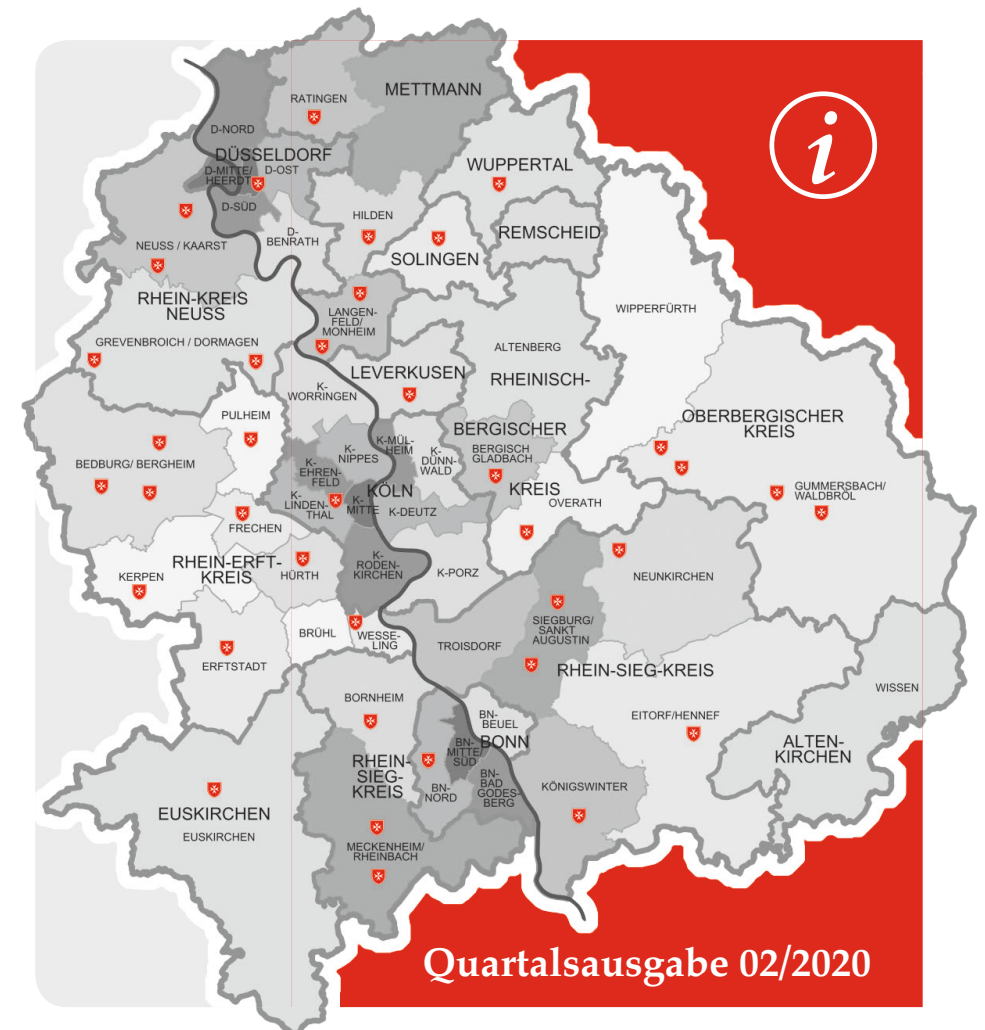 METTMANN
RATINGEN
D-NORD
DÜSSELDORF
D-MITTE/
HEERDT
D-OST
WUPPERTAL
D-SÜD
HILDEN
D-
BENRATH
REMSCHEID
NEUSS / KAARST
SOLINGEN
RHEIN-KREIS
NEUSS
WIPPERFÜRTH
LANGEN-
FELD/
MONHEIM
GREVENBROICH / DORMAGEN
ALTENBERG
LEVERKUSEN
RHEINISCH-
K-
WORRINGEN
PULHEIM
OBERBERGISCHER
KREIS
BERGISCHER
K-MÜL-
HEIM
K-
NIPPES
K-
DÜNN-
WALD
BERGISCH
GLADBACH
BEDBURG/ BERGHEIM
K-
EHREN-
FELD
KÖLN
KREIS
GUMMERSBACH/
WALDBRÖL
K-
LINDEN-
THAL
K-
MITTE
OVERATH
K-DEUTZ
FRECHEN
RHEIN-ERFT-
KREIS
K-
RODEN-
KIRCHEN
KERPEN
HÜRTH
K-PORZ
NEUNKIRCHEN
SIEGBURG/
SANKT
AUGUSTIN
BRÜHL
WESSE-
LING
TROISDORF
ERFTSTADT
RHEIN-SIEG-KREIS
WISSEN
BORNHEIM
BN-
BEUEL
EITORF/HENNEF
BONN
BN-
MITTE/
SÜD
ALTEN-
KIRCHEN
RHEIN-
SIEG-
KREIS
BN-
BAD
GODES-
BERG
BN-
NORD
KÖNIGSWINTER
EUSKIRCHEN
EUSKIRCHEN
MECKENHEIM/
RHEINBACH
i
Quartalsausgabe 02/2020